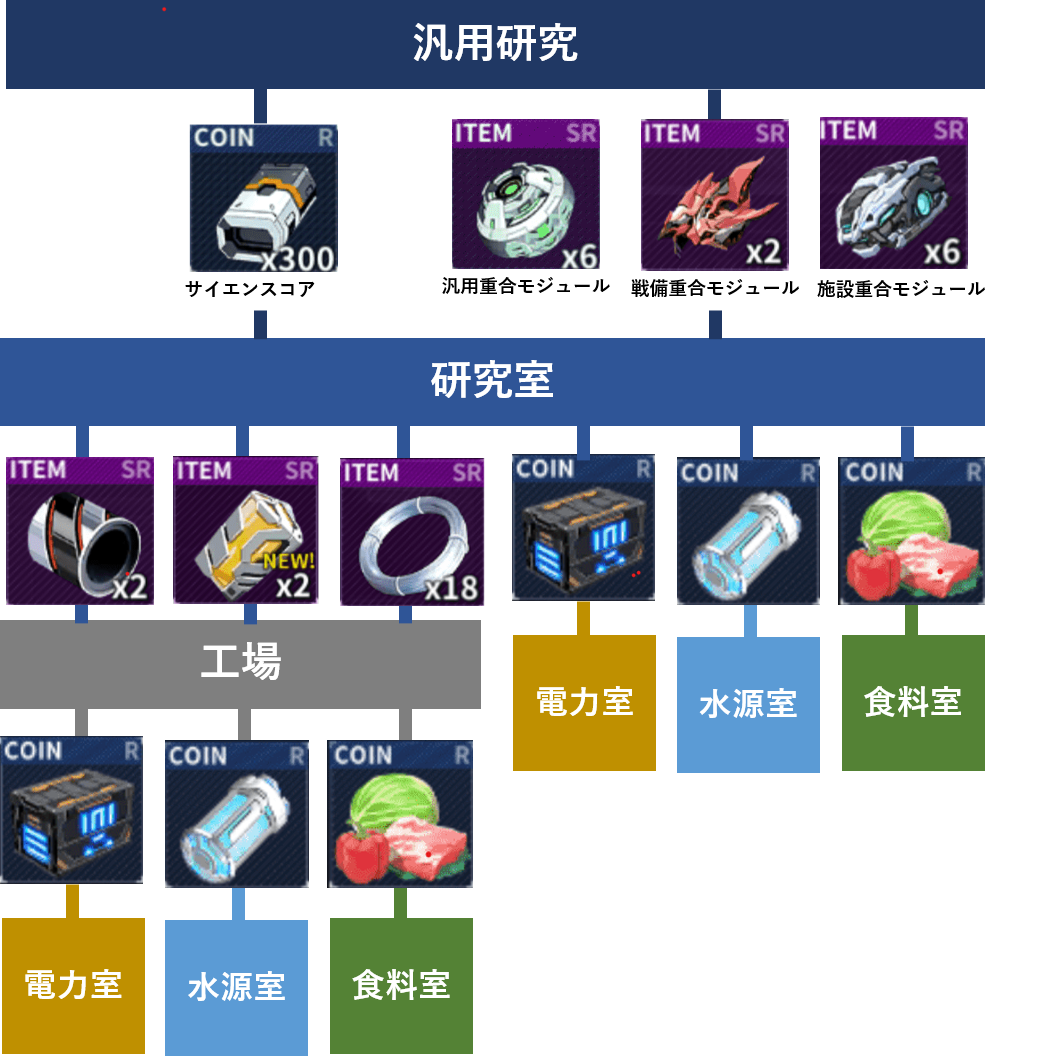 汎用研究
COIN R
x300
サイエンスコア
ITEM SR
x6
汎用重合モジュール
ITEM SR
x2
戦備重合モジュール
ITEM SR
x6
施設重合モジュール
研究室
ITEM SR
x2
ITEM SR
NEW!
x2
ITEM SR
x18
COIN R
COIN R
COIN R
工場
電力室
水源室
食料室
COIN R
COIN R
COIN R
電力室
水源室
食料室